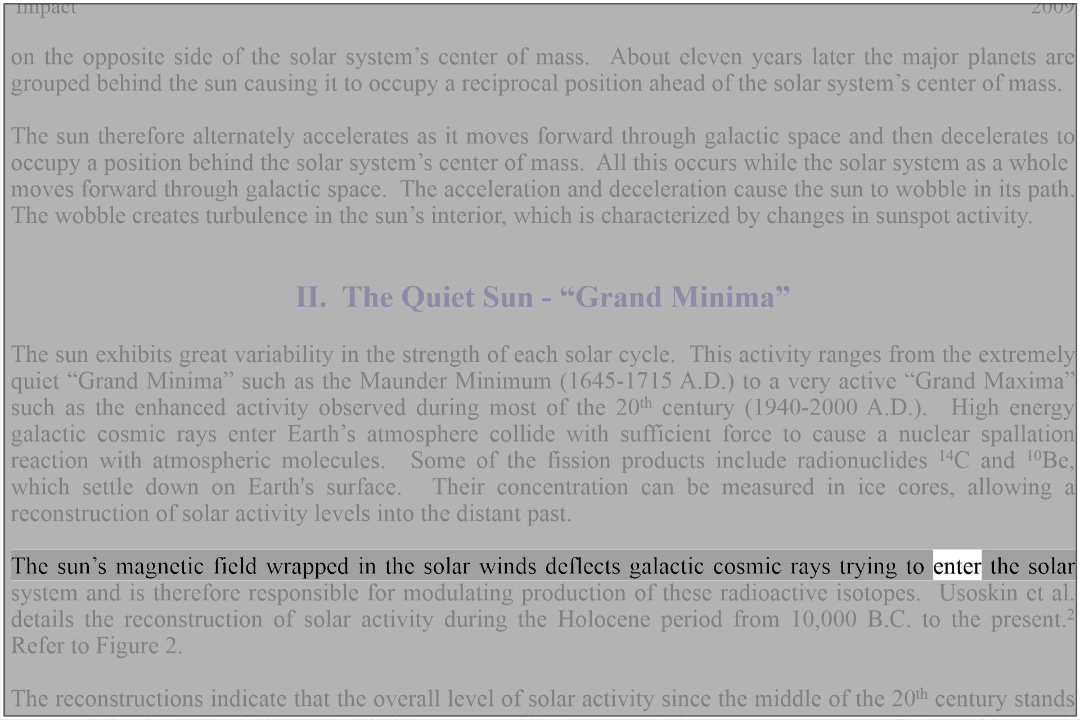 Impact 2009
on the opposite side of the solar system’s center of mass.  About eleven years later the major planets are
grouped behind the sun causing it to occupy a reciprocal position ahead of the solar system’s center of mass.
The sun therefore alternately accelerates as it moves forward through galactic space and then decelerates to
occupy a position behind the solar system’s center of mass.  All this occurs while the solar system as a whole
moves forward through galactic space.  The acceleration and deceleration cause the sun to wobble in its path.
The wobble creates turbulence in the sun’s interior, which is characterized by changes in sunspot activity.
II.  The Quiet Sun - “Grand Minima”
The sun exhibits great variability in the strength of each solar cycle.  This activity ranges from the extremely
quiet “Grand Minima” such as the Maunder Minimum (1645-1715 A.D.) to a very active “Grand Maxima”
such as the enhanced activity observed during most of the 20th century (1940-2000 A.D.).  High energy
galactic cosmic rays enter Earth’s atmosphere collide with sufficient force to cause a nuclear spallation
reaction with atmospheric molecules.  Some of the fission products include radionuclides 14C and 10Be,
which settle down on Earth's surface.  Their concentration can be measured in ice cores, allowing a
reconstruction of solar activity levels into the distant past.
The sun’s magnetic field wrapped in the solar winds deflects galactic cosmic rays trying to enter the solar
system and is therefore responsible for modulating production of these radioactive isotopes.  Usoskin et al.
details the reconstruction of solar activity during the Holocene period from 10,000 B.C. to the present.2
Refer to Figure 2.
The reconstructions indicate that the overall level of solar activity since the middle of the 20th century stands